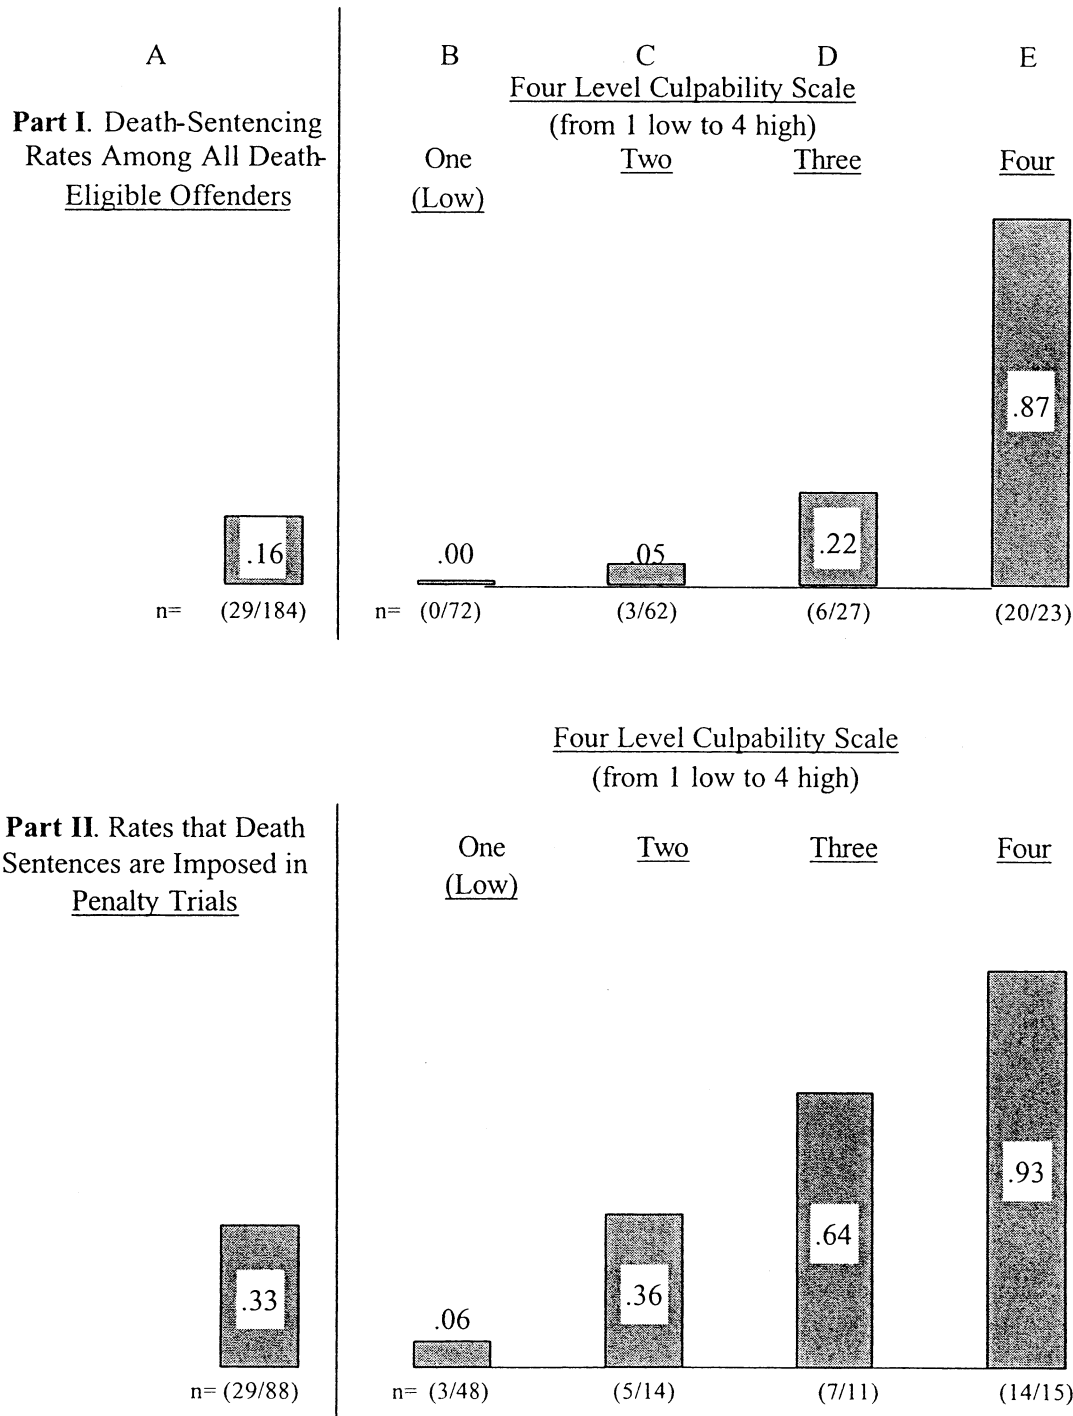 A B C D E
Four Level Culpability Scale
(from 1 low to 4 high)
Part I. Death-Sentencing
Rates Among All Death-
Eligible Offenders
One Two Three Four
(Low)
.16 .00 .05 .22 .87
n= (29/184) n= (0/72) (3/62) (6/27) (20/23)
Four Level Culpability Scale
(from 1 low to 4 high)
Part II. Rates that Death
Sentences are Imposed in
Penalty Trials
One Two Three Four
(Low)
.33 .06 .36 .64 .93
n= (29/88) n= (3/48) (5/14) (7/11) (14/15)